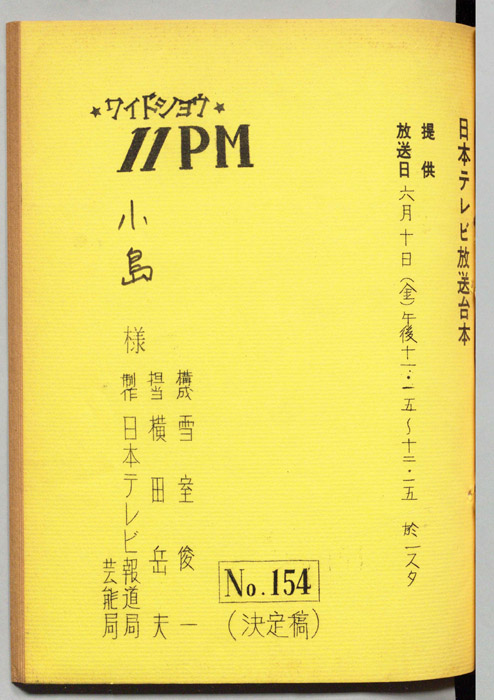 日本テレビ放送台本
提供
放送日 六月十日(金)午後十一・一五〜十二・一五 於一スタ
★ワイドショウ★
11PM
小島 様
構成 雪室俊一
担当 横田岳夫
制作 日本テレビ報道局
芸能局
No.154
(決定稿)